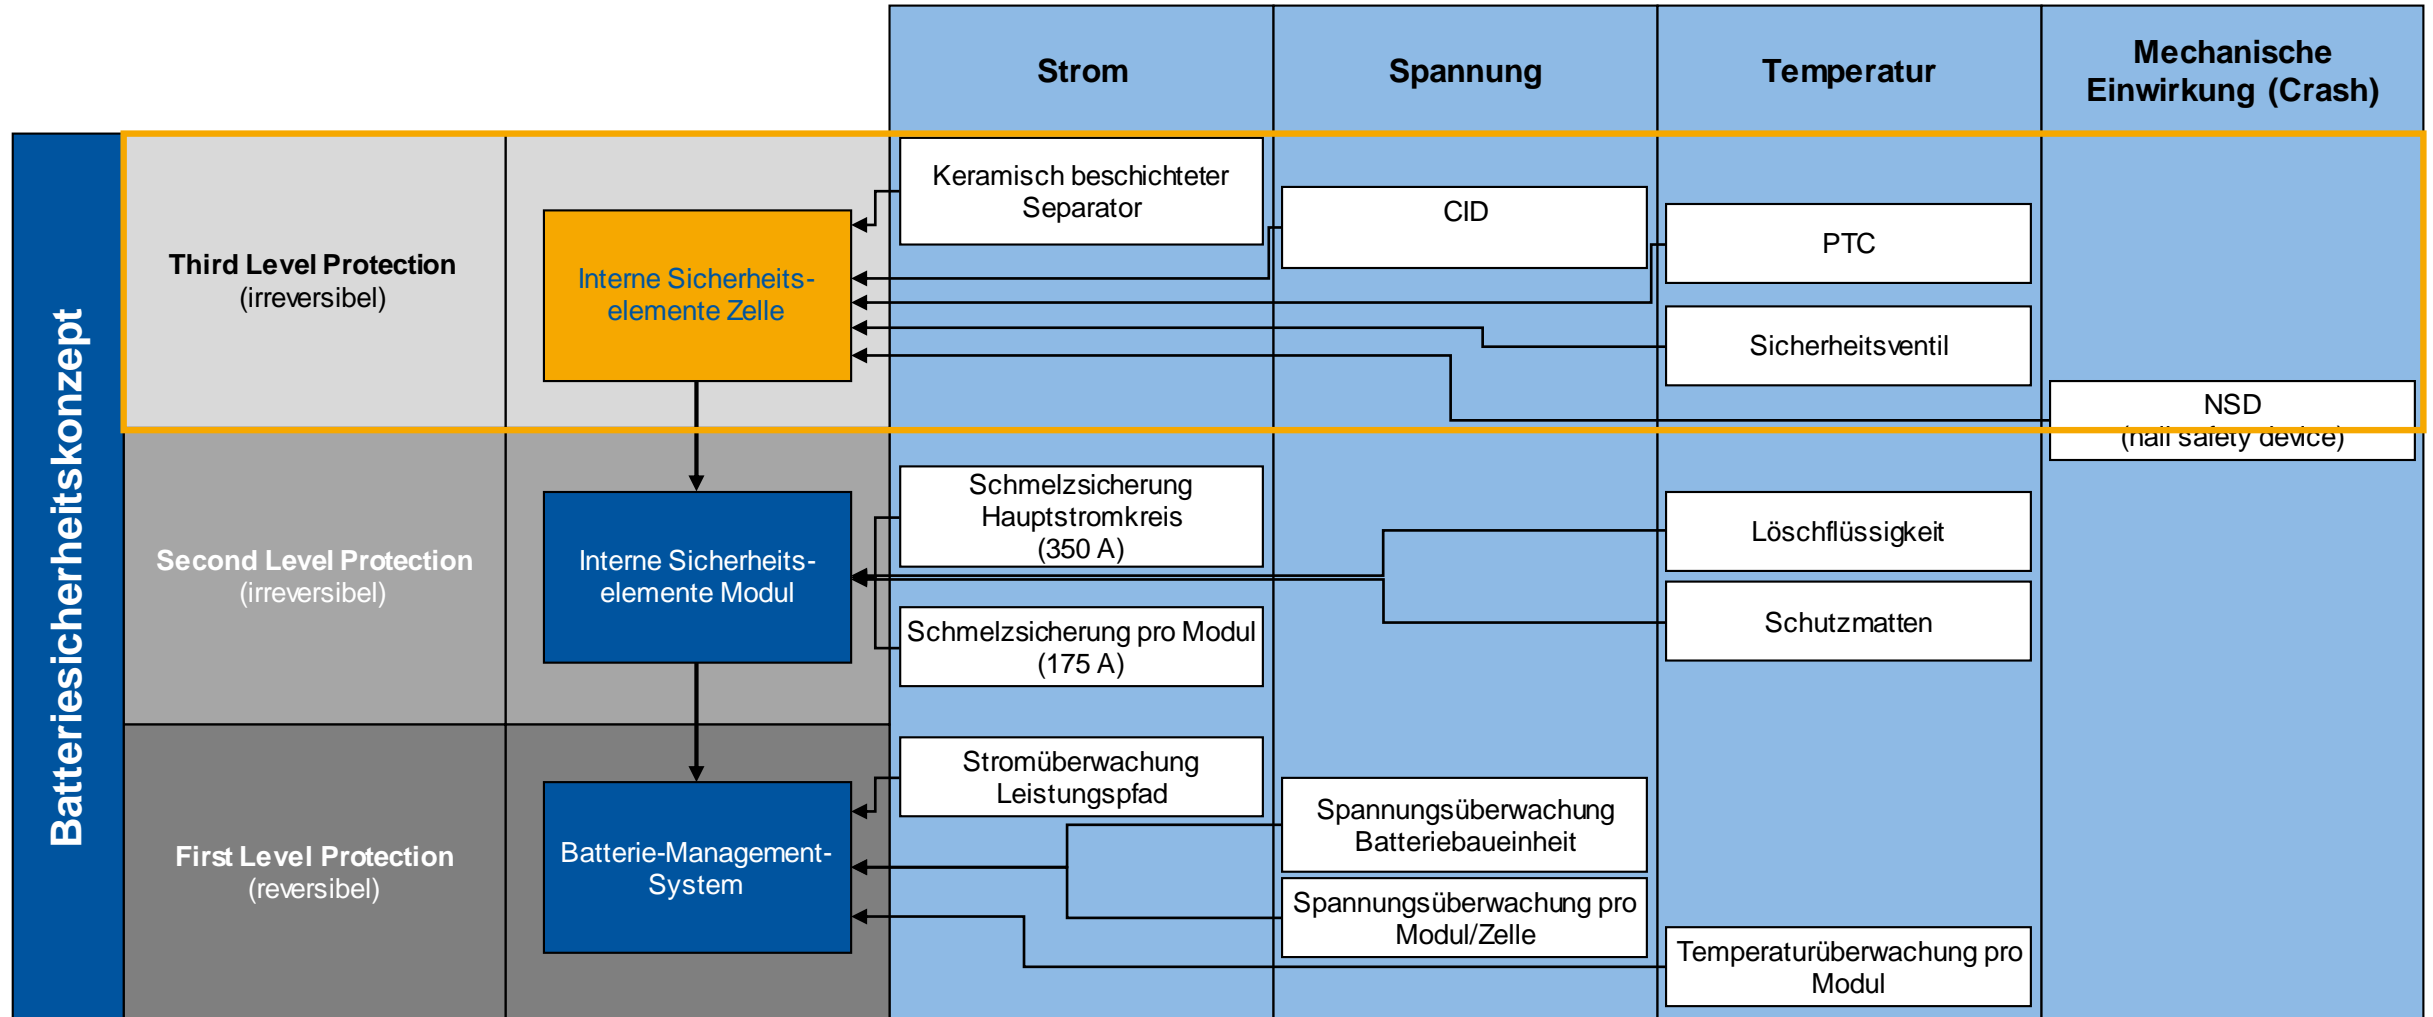 Strom
Spannung
Temperatur
Mechanische
Einwirkung (Crash)
Batteriesicherheitskonzept
Third Level Protection
(irreversibel)
Interne Sicherheits-
elemente Zelle
Keramisch beschichteter
Separator
CID
PTC
Sicherheitsventil
NSD
(nail safety device)
Second Level Protection
(irreversibel)
Interne Sicherheits-
elemente Modul
Schmelzsicherung
Hauptstromkreis
(350 A)
Schmelzsicherung pro Modul
(175 A)
Löschflüssigkeit
Schutzmatten
First Level Protection
(reversibel)
Batterie-Management-
System
Stromüberwachung
Leistungspfad
Spannungsüberwachung
Batteriebaueinheit
Spannungsüberwachung pro
Modul/Zelle
Temperaturüberwachung pro
Modul